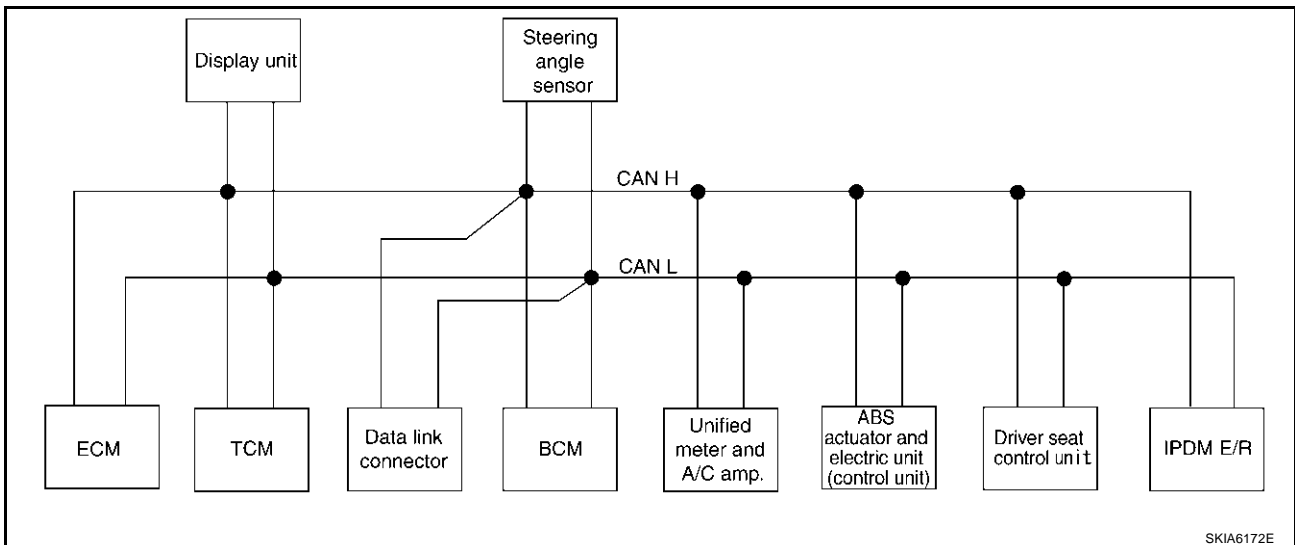 Display unit
Steering
angle
sensor
CAN H
CAN L
ECM
TCM
Data link
connector
BCM
Unified
meter and
A/C amp.
ABS
actuator and
electric unit
(control unit)
Driver seat
control unit
IPDM E/R
SKIA6172E